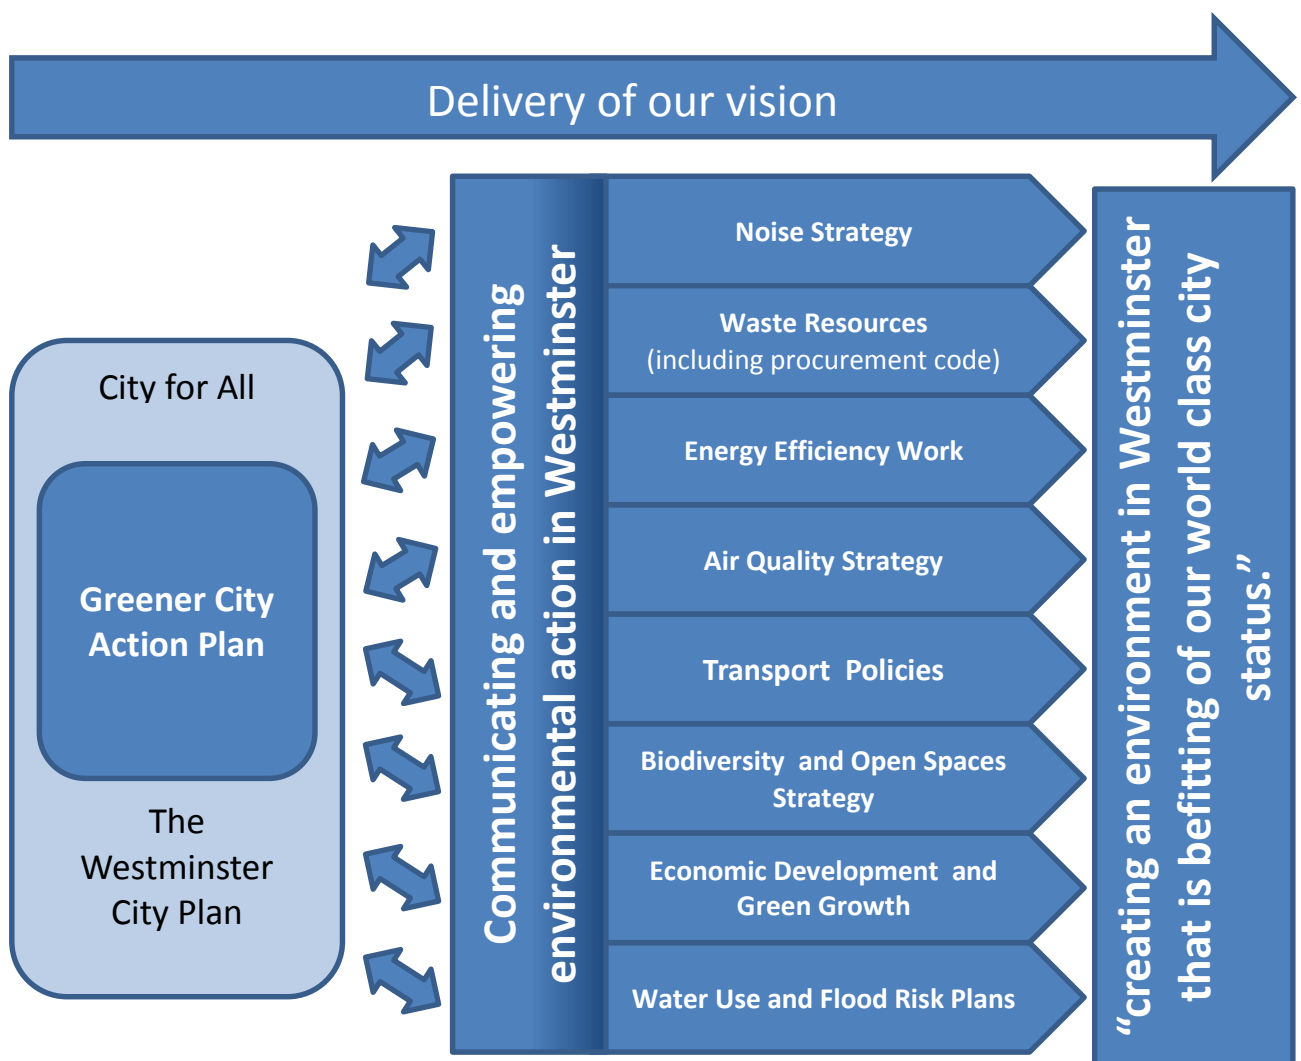 Delivery of our vision
City for All
Greener City
Action Plan
The
Westminster
City Plan
Communicating and empowering
environmental action in Westminster
Noise Strategy
Waste Resources
(including procurement code)
Energy Efficiency Work
Air Quality Strategy
Transport  Policies
Biodiversity  and Open Spaces
Strategy
Economic Development  and
Green Growth
Water Use and Flood Risk Plans
“creating an environment in Westminster
that is befitting of our world class city
status.”